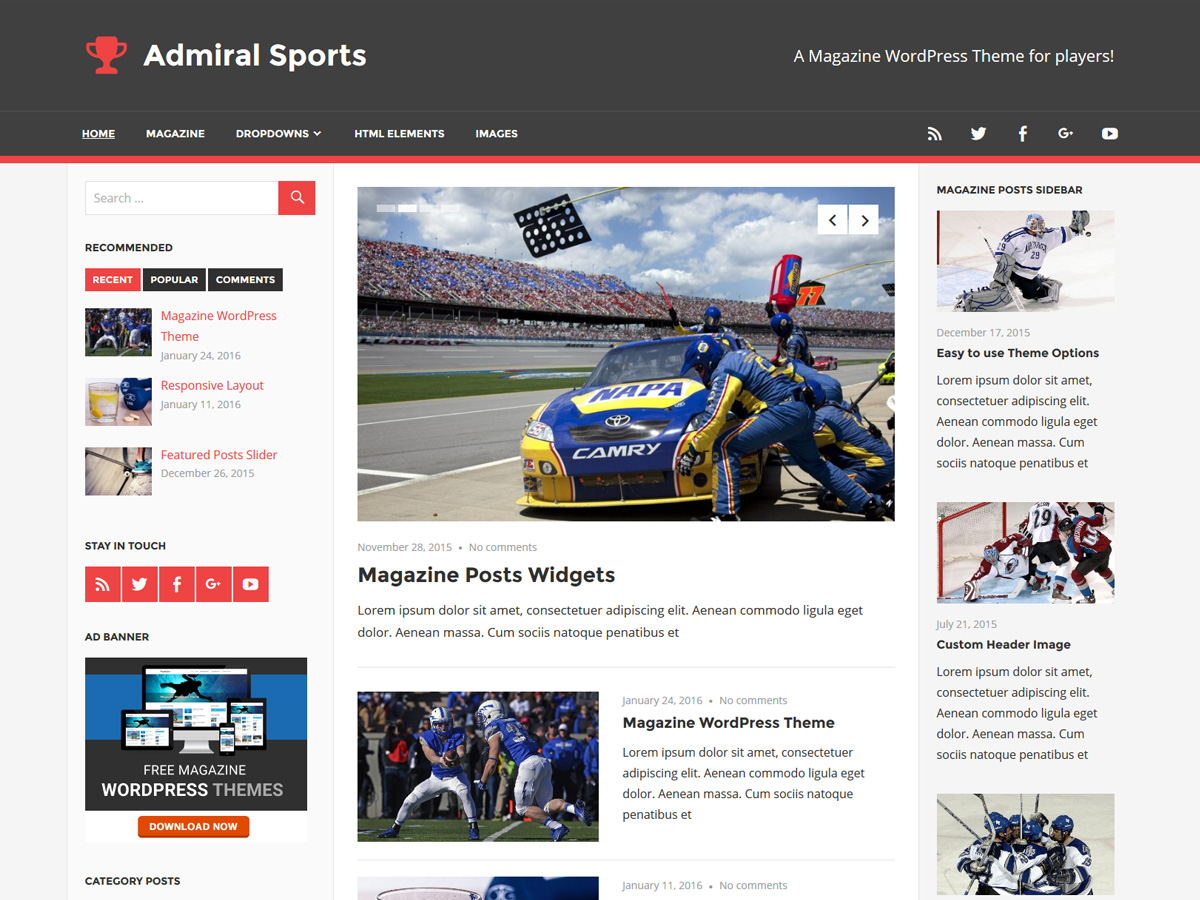 Admiral Sports
A Magazine WordPress Theme for players!
HOME
MAGAZINE
DROPDOWNS
HTML ELEMENTS
IMAGES
Search ...
RECOMMENDED
RECENT
POPULAR
COMMENTS
Magazine WordPress
Theme
January 24, 2016
Responsive Layout
January 11, 2016
Featured Posts Slider
December 26, 2015
STAY IN TOUCH
AD BANNER
FREE MAGAZINE
WORDPRESS THEMES
DOWNLOAD NOW
CATEGORY POSTS
77
NAPA
CAMRY
November 28, 2015 • No comments
Magazine Posts Widgets
Lorem ipsum dolor sit amet, consectetuer adipiscing elit. Aenean commodo ligula eget
dolor. Aenean massa. Cum sociis natoque penatibus et
January 24, 2016 • No comments
Magazine WordPress Theme
Lorem ipsum dolor sit amet, consectetuer
adipiscing elit. Aenean commodo ligula eget
dolor. Aenean massa. Cum sociis natoque
penatibus et
January 11, 2016 • No comments
MAGAZINE POSTS SIDEBAR
29
29
December 17, 2015
Easy to use Theme Options
Lorem ipsum dolor sit amet,
consectetuer adipiscing elit.
Aenean commodo ligula eget
dolor. Aenean massa. Cum
sociis natoque penatibus et
29
July 21, 2015
Custom Header Image
Lorem ipsum dolor sit amet,
consectetuer adipiscing elit.
Aenean commodo ligula eget
dolor. Aenean massa. Cum
sociis natoque penatibus et